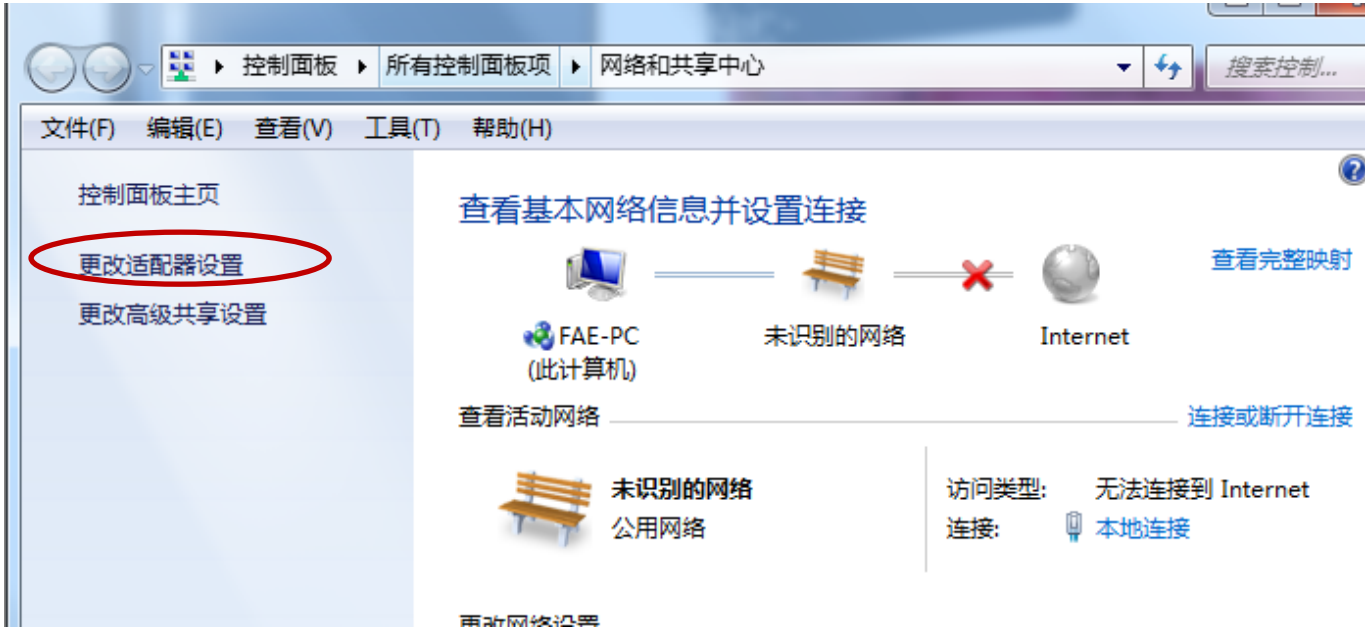 控制面板 所有控制面板项 网络和共享中心 搜索控制...
文件(F) 编辑(E) 查看(V) 工具(T) 帮助(H)
控制面板主页
更改适配器设置
更改高级共享设置
查看基本网络信息并设置连接
查看完整映射
FAE-PC 未识别的网络 Internet
(此计算机)
查看活动网络 连接或断开连接
未识别的网络 访问类型: 无法连接到 Internet
公用网络 连接: 本地连接
更改网络设置